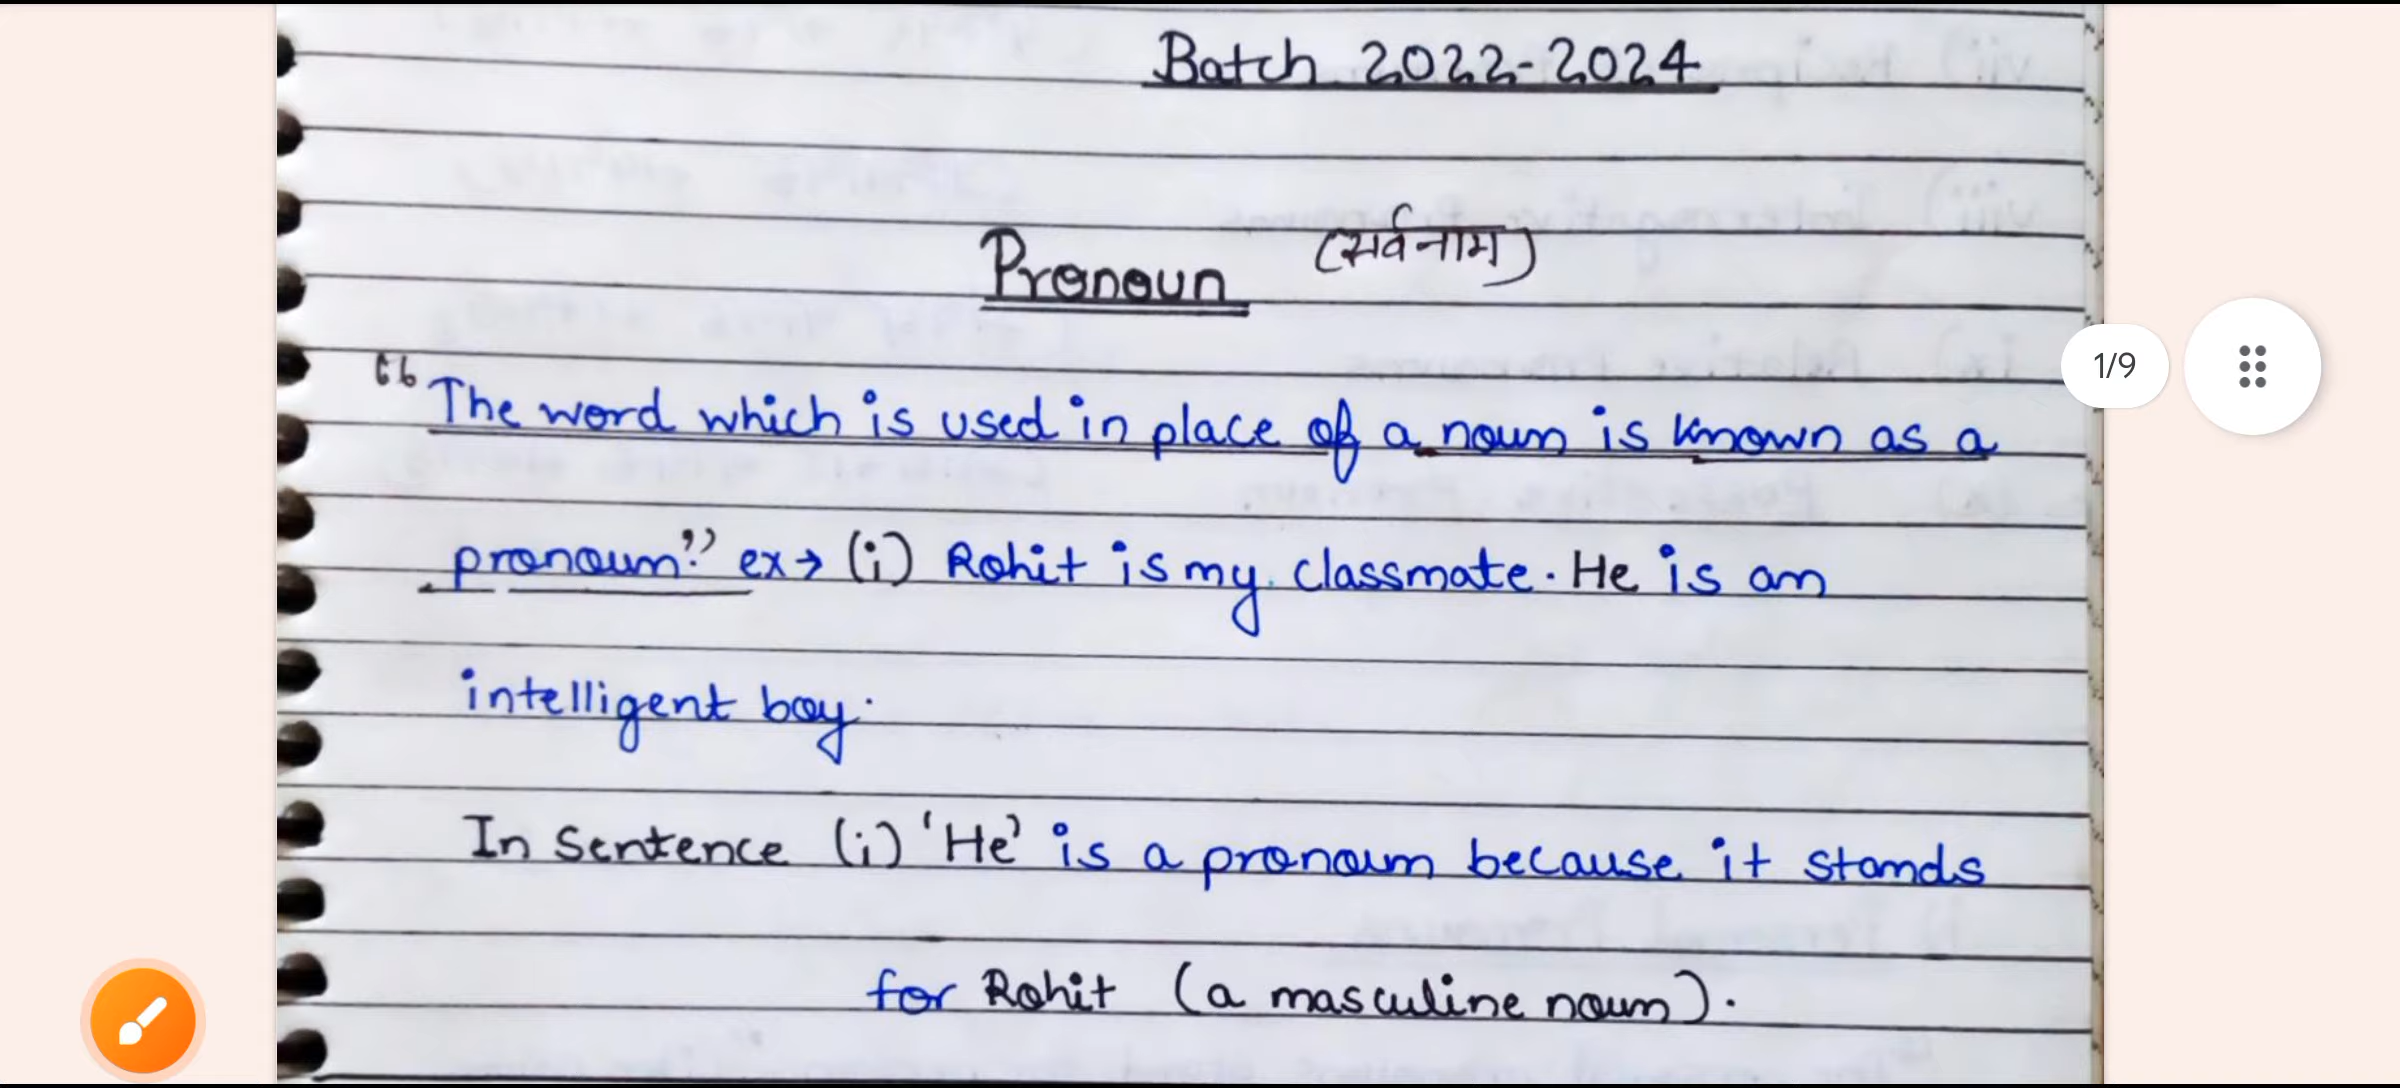 Batch 2022-2024
Pronoun (सर्वनाम)
“The word which is used in place of a noun is known as a
pronoun.” ex→ (i) Rohit is my classmate. He is an
intelligent boy.
In Sentence (i) ‘He’ is a pronoun because it stands
for Rohit (a masculine noun).
1/9